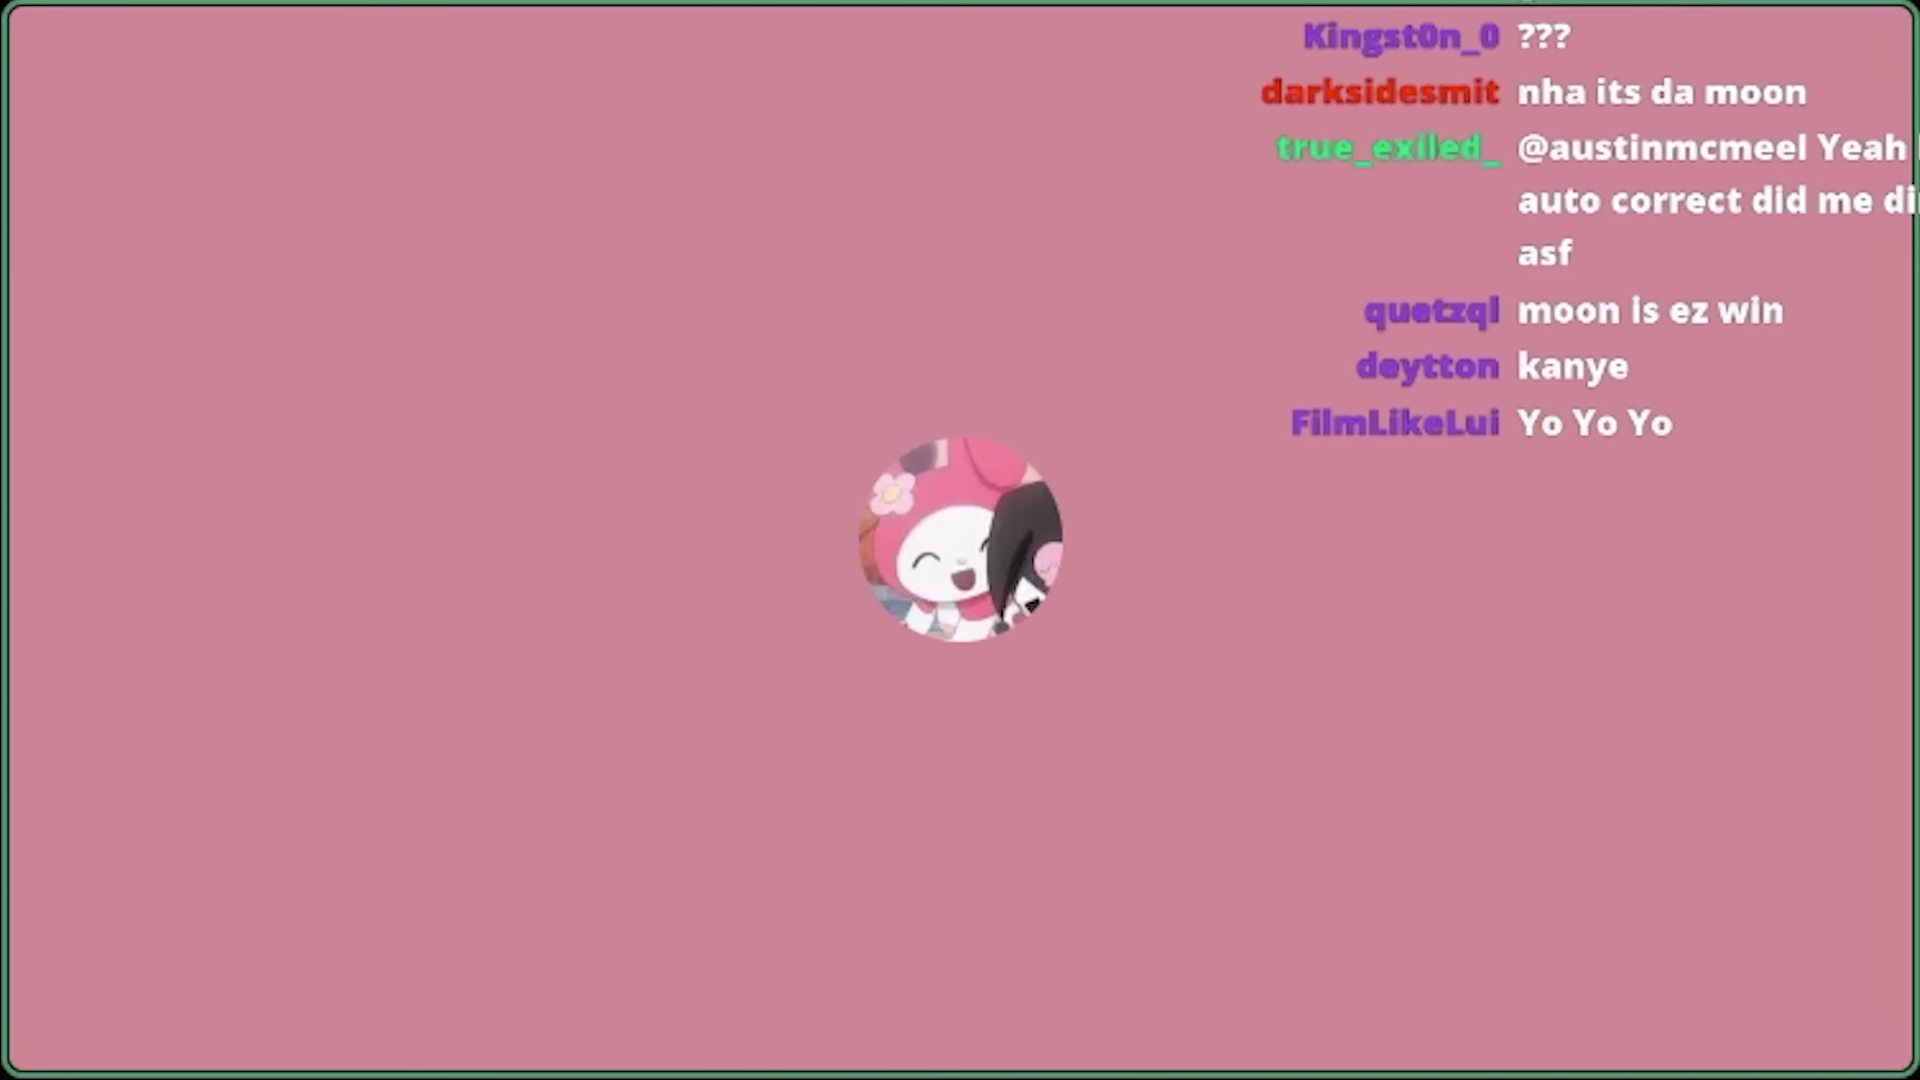 Kingst0n_0 ???
darksidesmit nha its da moon
true_exiled_ @austinmcmeel Yeah
auto correct did me
asf
quetzql moon is ez win
deytton kanye
FilmLikeLui Yo Yo Yo